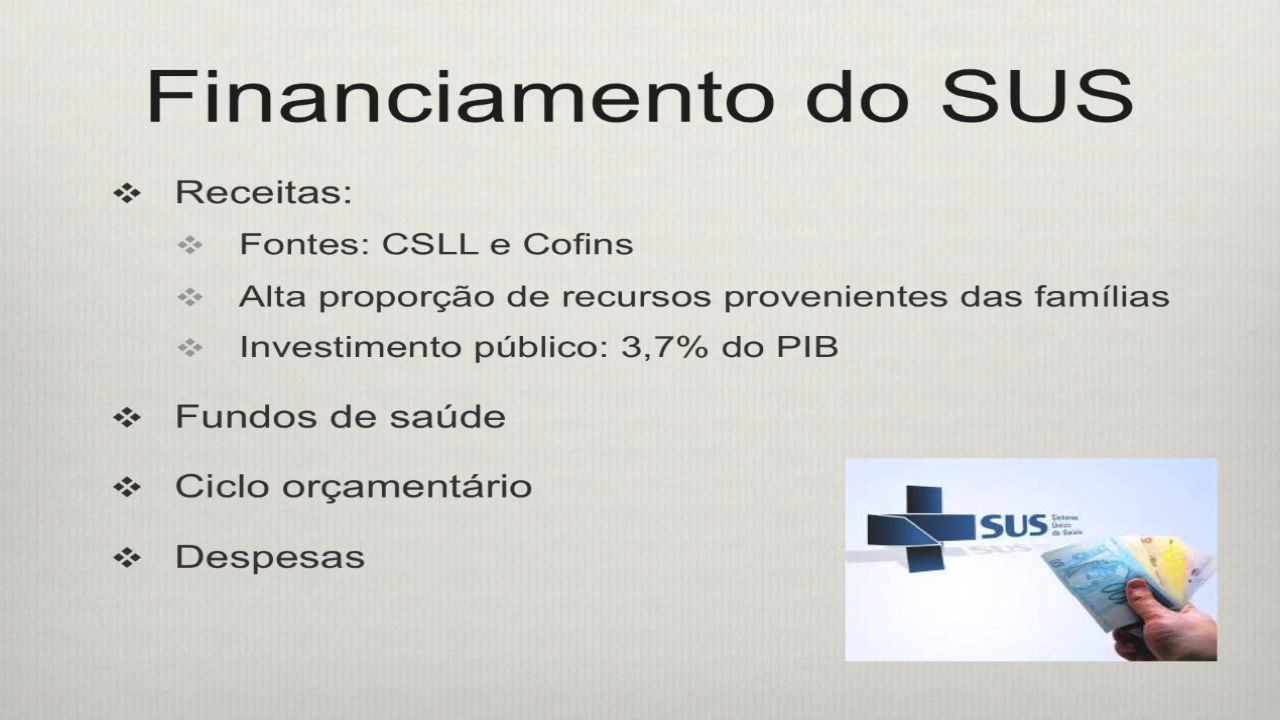 Financiamento do SUS
Receitas:
Fontes: CSLL e Cofins
Alta proporção de recursos provenientes das famílias
Investimento público: 3,7% do PIB
Fundos de saúde
Ciclo orçamentário
Despesas
SUS
Sistema
Único
de Saúde